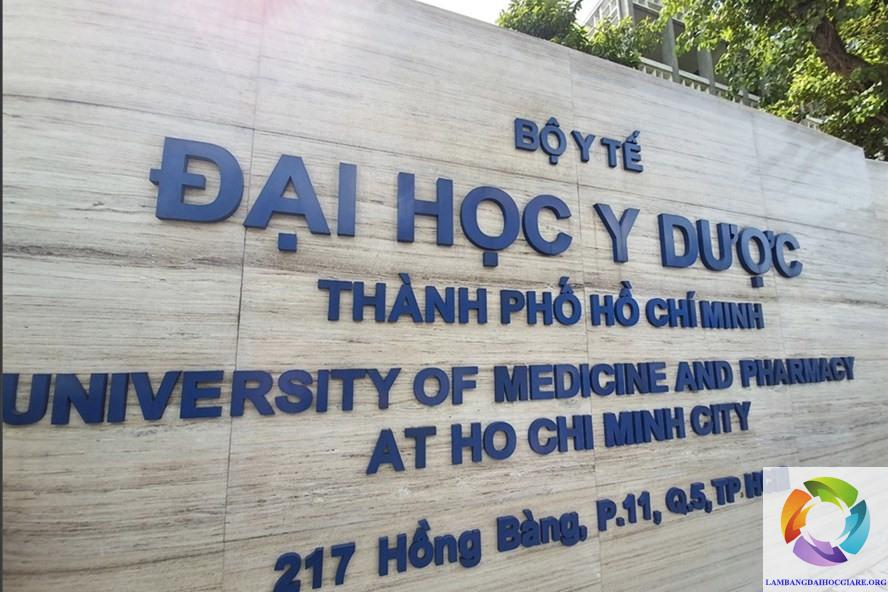 BỘ Y TẾ
ĐẠI HỌC Y DƯỢC
THÀNH PHỐ HỒ CHÍ MINH
UNIVERSITY OF MEDICINE AND PHARMACY
AT HO CHI MINH CITY
217 Hồng Bàng, P.11, Q.5, TP.
LAMBANGDAIHOCGIARE.ORG